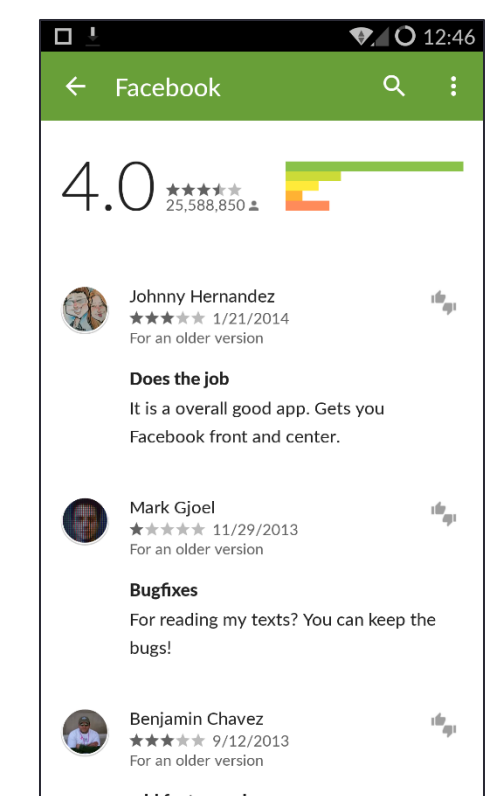 12:46
Facebook
4.0
25,588,850
Johnny Hernandez
1/21/2014
For an older version
Does the job
It is a overall good app. Gets you
Facebook front and center.
Mark Gjoel
11/29/2013
For an older version
Bugfixes
For reading my texts? You can keep the
bugs!
Benjamin Chavez
9/12/2013
For an older version